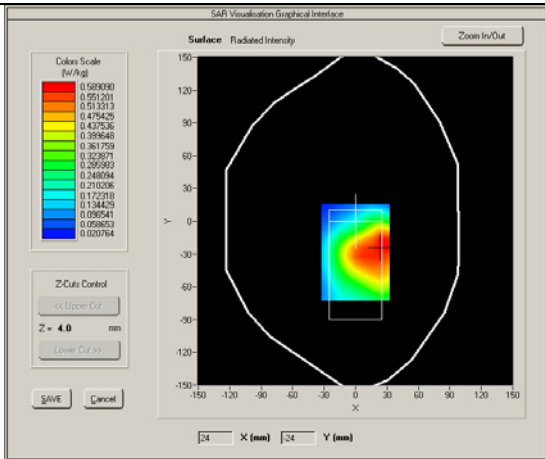 SAR Visualisation Graphical Interface
Surface Radiated Intensity
Zoom In/Out
Colors Scale
(W/kg)
0.589090
0.551201
0.513313
0.475425
0.437536
0.399648
0.361759
0.323871
0.285983
0.248094
0.210206
0.172318
0.134429
0.096541
0.058653
0.020764
Z-Cuts Control
<< Upper Cut
Z = 4.0 mm
Lower Cut >>
SAVE Cancel
150
120
90
60
30
0
-30
-60
-90
-120
-150
Y
-150 -120 -90 -60 -30 0 30 60 90 120 150
X
24 X (mm) -24 Y (mm)